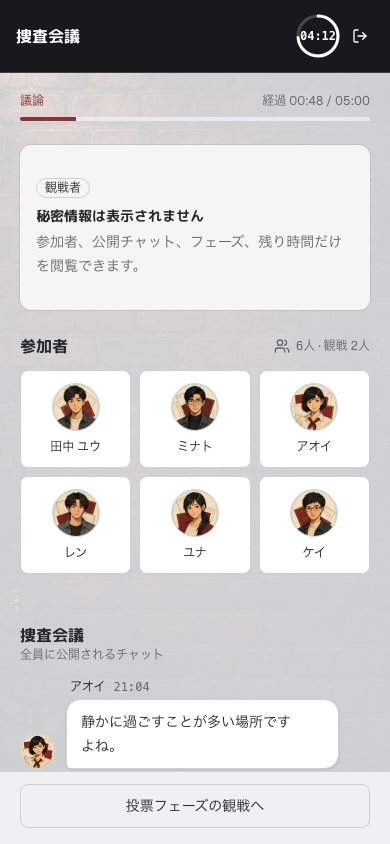 捜査会議
04:12
議論
経過 00:48 / 05:00
観戦者
秘密情報は表示されません
参加者、公開チャット、フェーズ、残り時間だけ
を閲覧できます。
参加者
6人·観戦 2人
田中 ユウ
ミナト
アオイ
レン
ユナ
ケイ
捜査会議
全員に公開されるチャット
アオイ 21:04
静かに過ごすことが多い場所です
よね。
投票フェーズの観戦へ